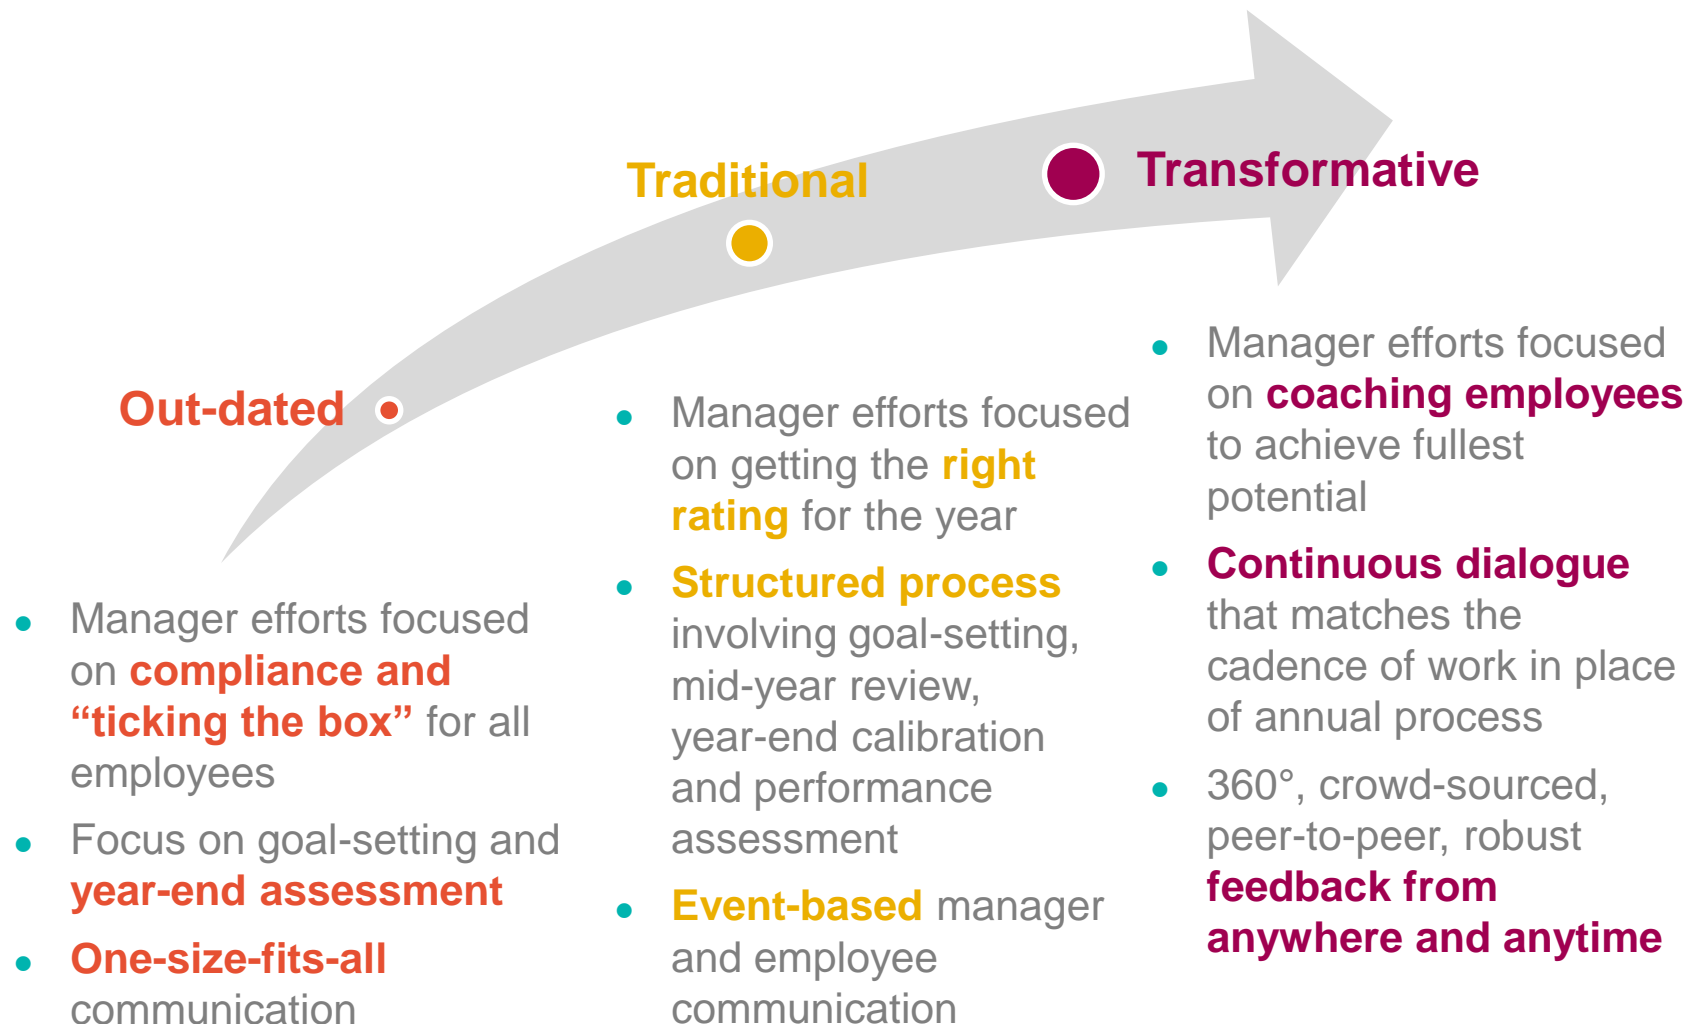 Traditional
Transformative
Out-dated
Manager efforts focused
on compliance and
“ticking the box” for all
employees
Focus on goal-setting and
year-end assessment
One-size-fits-all
communication
Manager efforts focused
on getting the right
rating for the year
Structured process
involving goal-setting,
mid-year review,
year-end calibration
and performance
assessment
Event-based manager
and employee
communication
Manager efforts focused
on coaching employees
to achieve fullest
potential
Continuous dialogue
that matches the
cadence of work in place
of annual process
360°, crowd-sourced,
peer-to-peer, robust
feedback from
anywhere and anytime